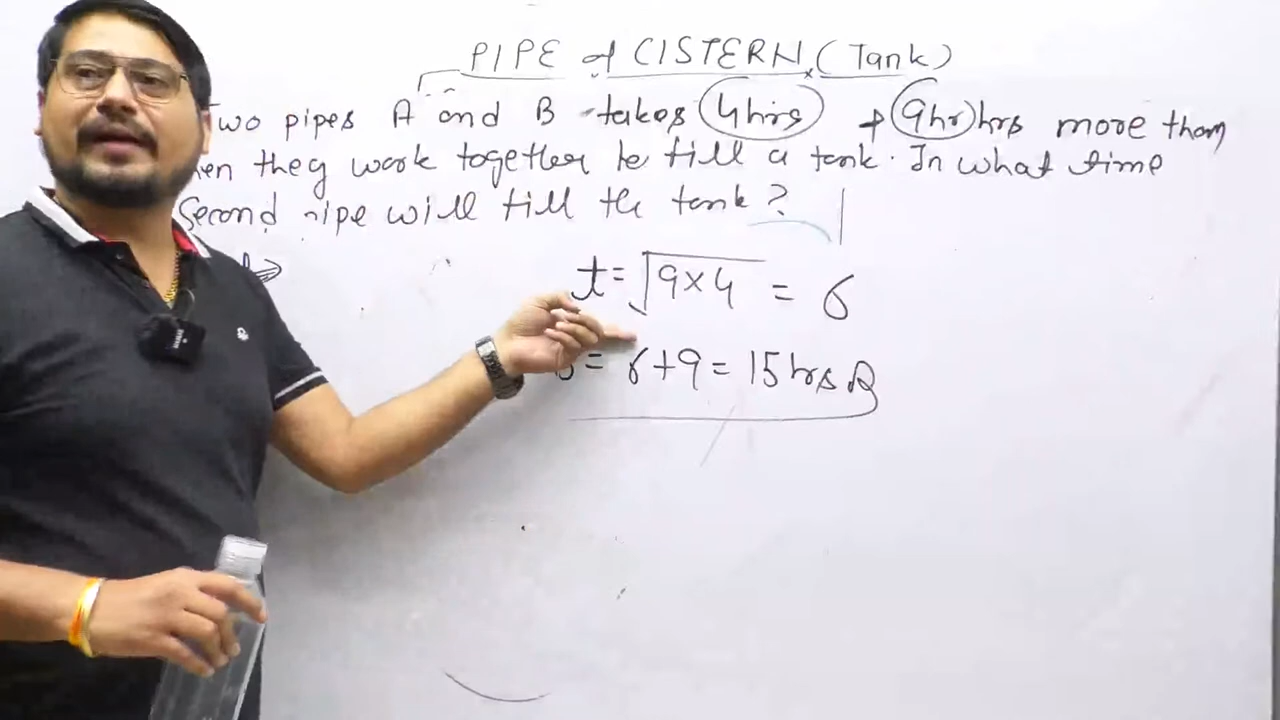 PIPE of CISTERN (Tank)
Two pipes A and B takes 4hrs & 9hr hrs more than
they work together to fill a tank. In what time
Second pipe will fill the tank?
t = √9×4 = 6
= 6+9 = 15 hrs